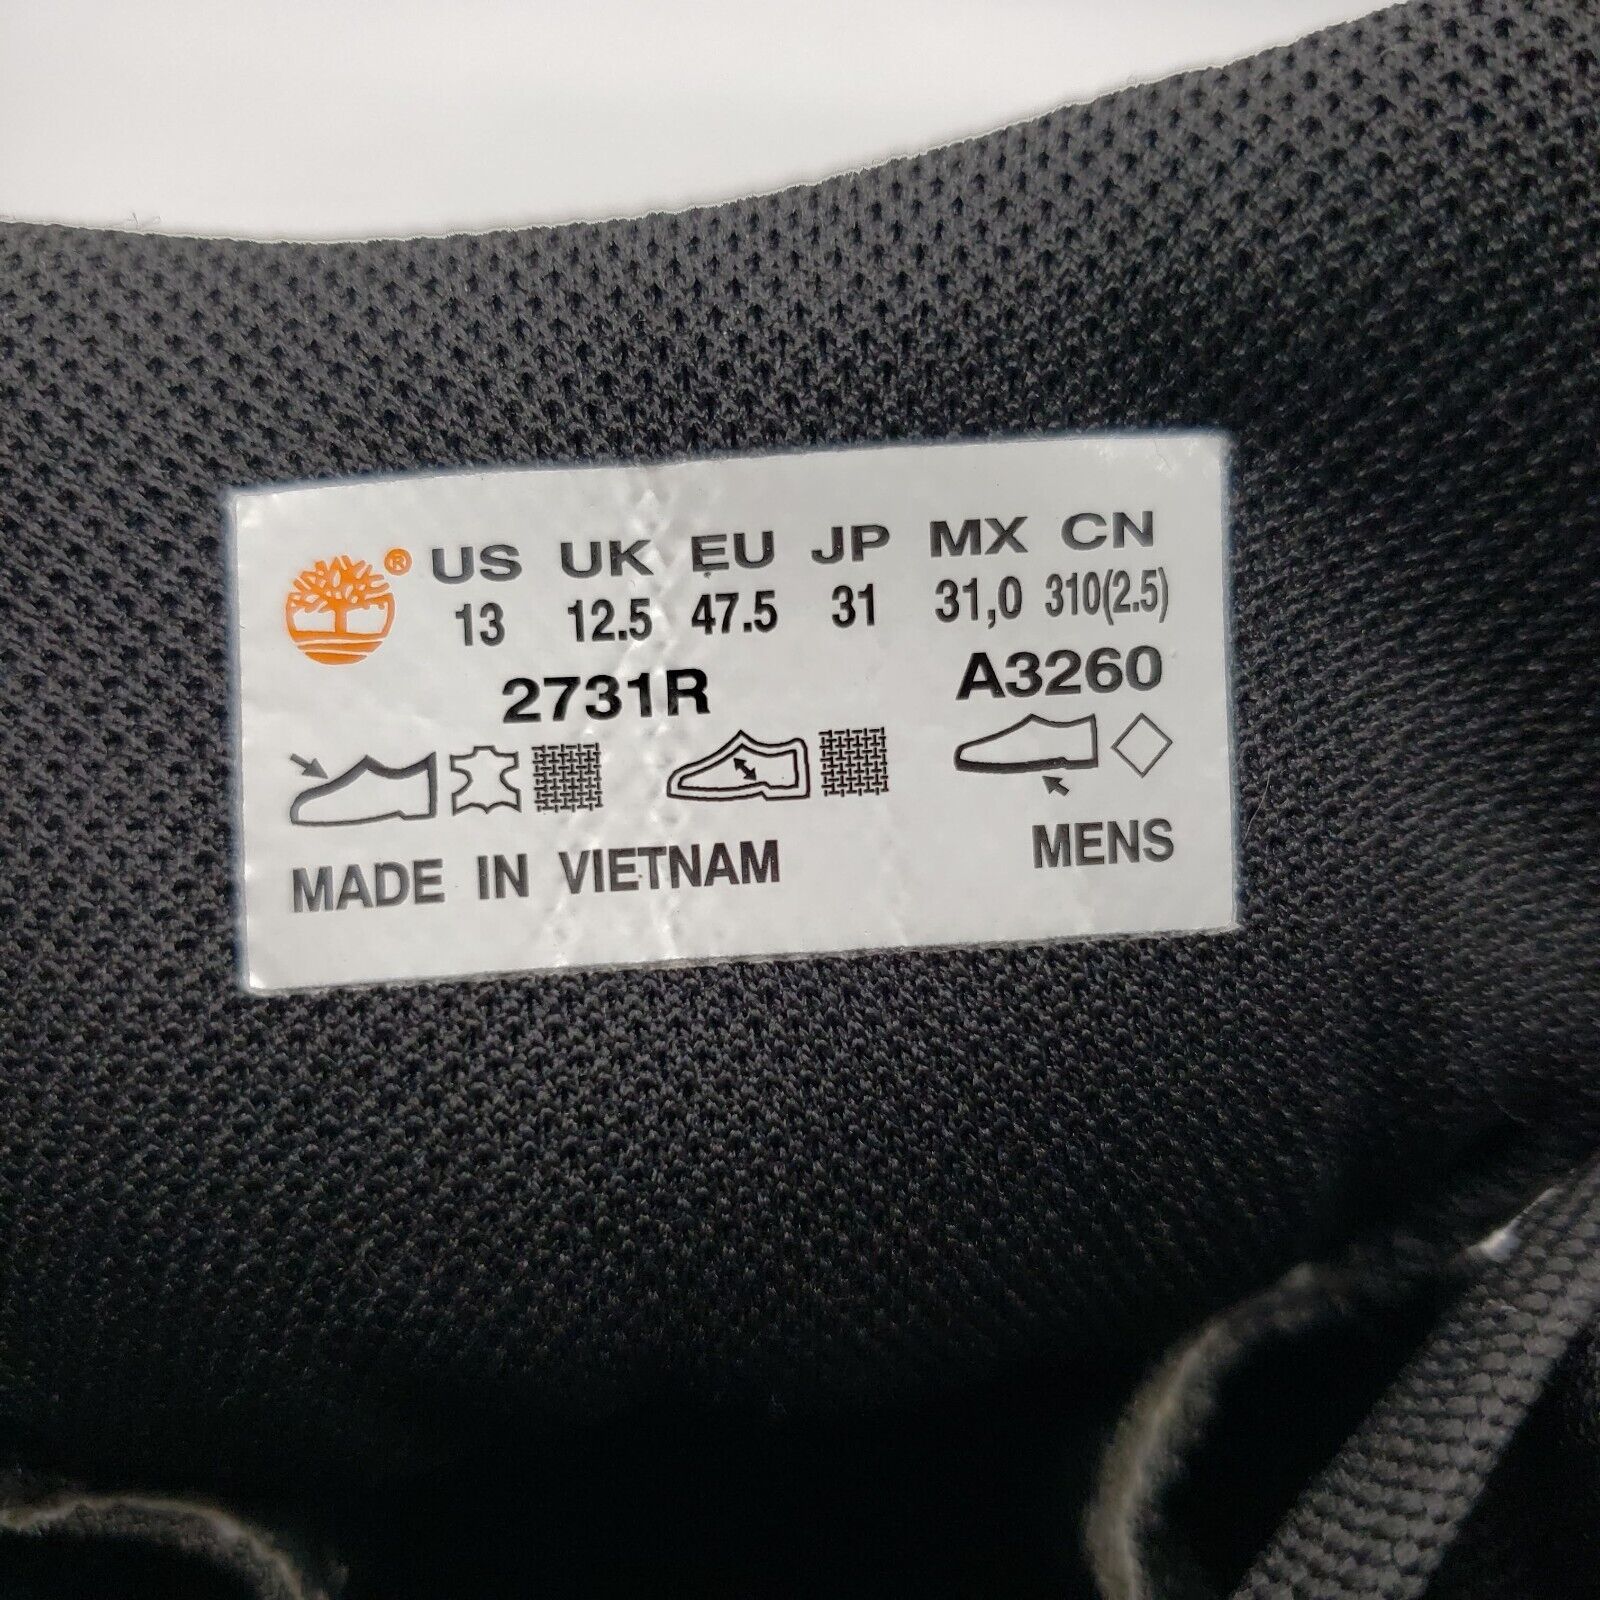 ® US UK EU JP MX CN
13 12.5 47.5 31 31,0 310(2.5)
2731R A3260
MADE IN VIETNAM MENS